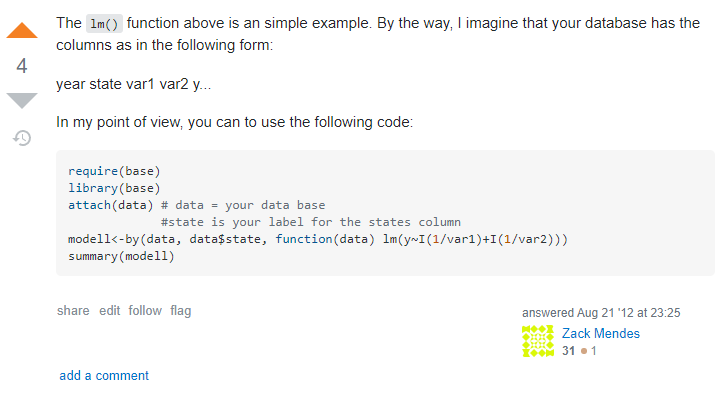 The lm() function above is an simple example. By the way, I imagine that your database has the
columns as in the following form:
4
year state var1 var2 y...
In my point of view, you can to use the following code:
require(base)
library(base)
attach(data) # data = your data base
#state is your label for the states column
modell<-by(data, data$state, function(data) lm(y~I(1/var1)+I(1/var2)))
summary(modell)
share edit follow flag
answered Aug 21 '12 at 23:25
Zack Mendes
31 ● 1
add a comment